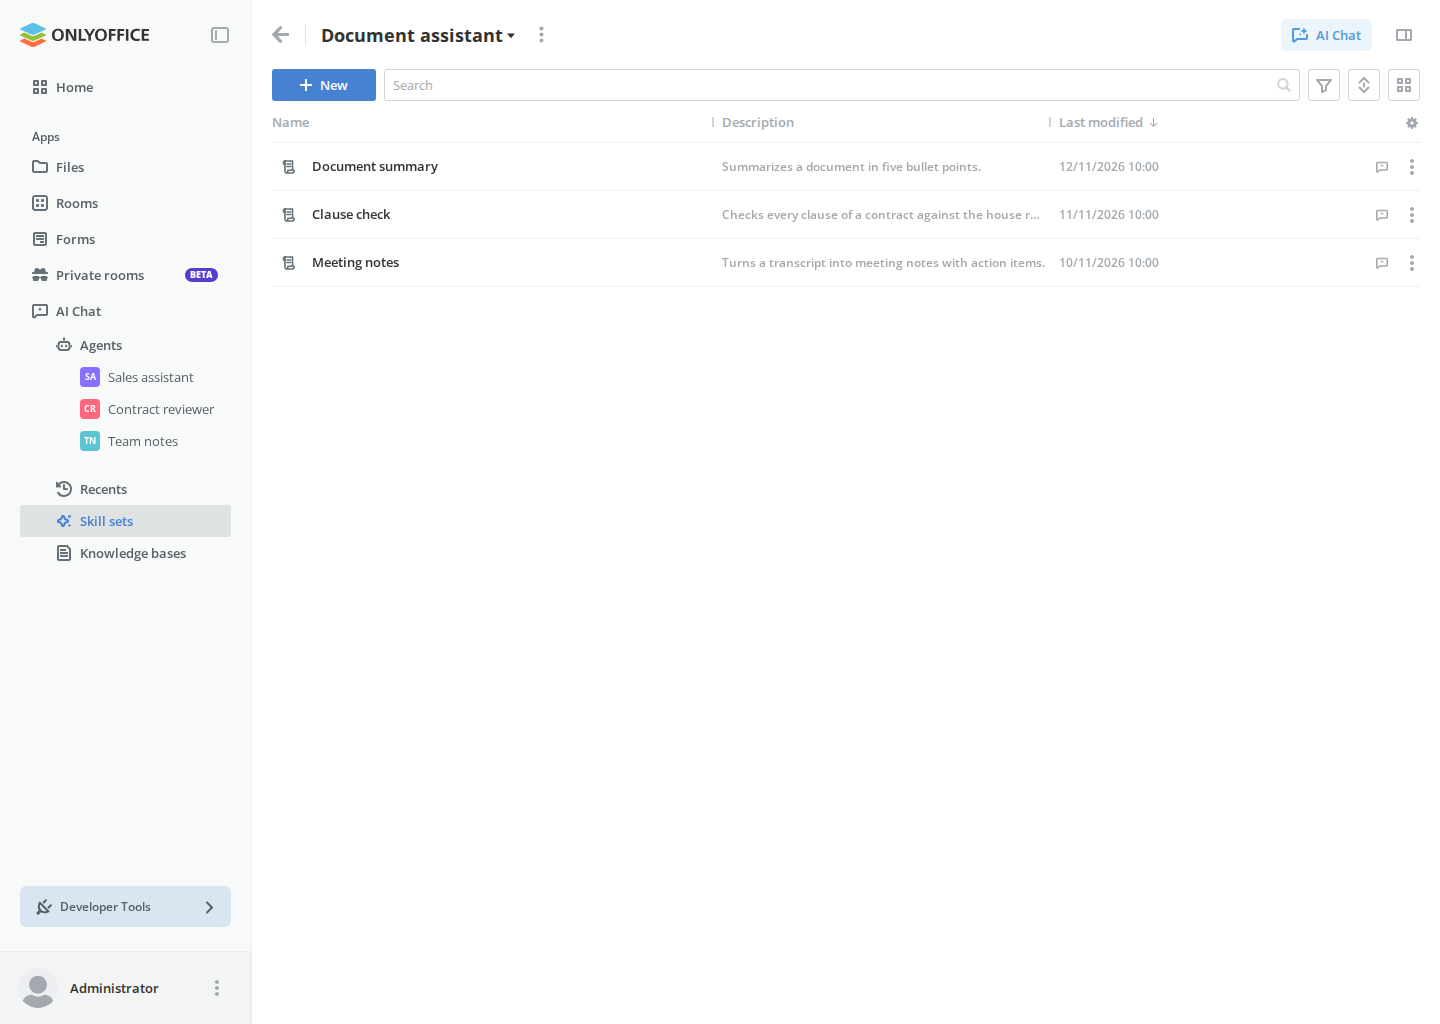 ONLYOFFICE
Home
Apps
Files
Rooms
Forms
Private rooms BETA
AI Chat
Agents
SA Sales assistant
CR Contract reviewer
TN Team notes
Recents
Skill sets
Knowledge bases
Developer Tools
Administrator
Document assistant
AI Chat
New
Search
Name Description Last modified
Document summary Summarizes a document in five bullet points. 12/11/2026 10:00
Clause check Checks every clause of a contract against the house r... 11/11/2026 10:00
Meeting notes Turns a transcript into meeting notes with action items. 10/11/2026 10:00